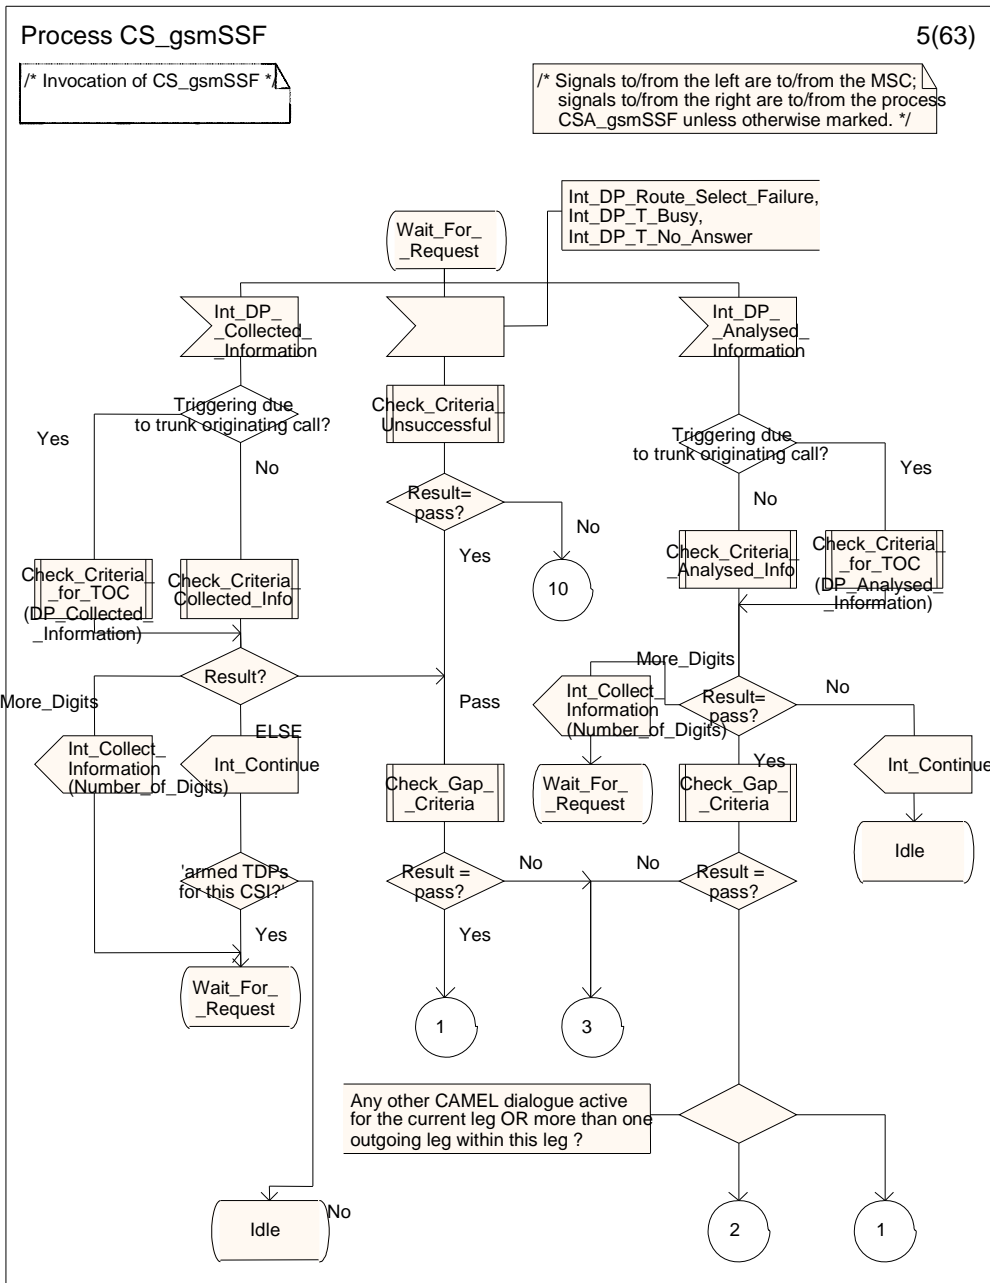 Process CS_gsmSSF
5(63)
/* Invocation of CS_gsmSSF */
/* Signals to/from the left are to/from the MSC;
signals to/from the right are to/from the process
CSA_gsmSSF unless otherwise marked. */
Int_DP_Route_Select_Failure,
Int_DP_T_Busy,
Int_DP_T_No_Answer
Wait_For_
_Request
Int_DP_
_Collected_
_Information
Int_DP_
_Analysed_
Information
Triggering due
to trunk originating call?
Yes
No
Check_Criteria_
Unsuccessful
Triggering due
to trunk originating call?
Yes
No
Result=
pass?
No
Yes
10
Check_Criteria_
_for_TOC
(DP_Collected_
_Information)
Check_Criteria_
Collected_Info
Check_Criteria_
_Analysed_Info
Check_Criteria_
_for_TOC
(DP_Analysed_
_Information)
Result?
More_Digits
Pass
ELSE
More_Digits
Int_Collect_
Information
(Number_of_Digits)
Result=
pass?
No
Yes
Int_Collect_
Information
(Number_of_Digits)
Int_Continue
Check_Gap_
_Criteria
Wait_For_
_Request
Check_Gap_
_Criteria
Int_Continue
Idle
'armed TDPs
for this CSI?'
Yes
Result =
pass?
No
Yes
No
Result =
pass?
Wait_For_
_Request
1
3
Any other CAMEL dialogue active
for the current leg OR more than one
outgoing leg within this leg ?
No
Idle
2
1